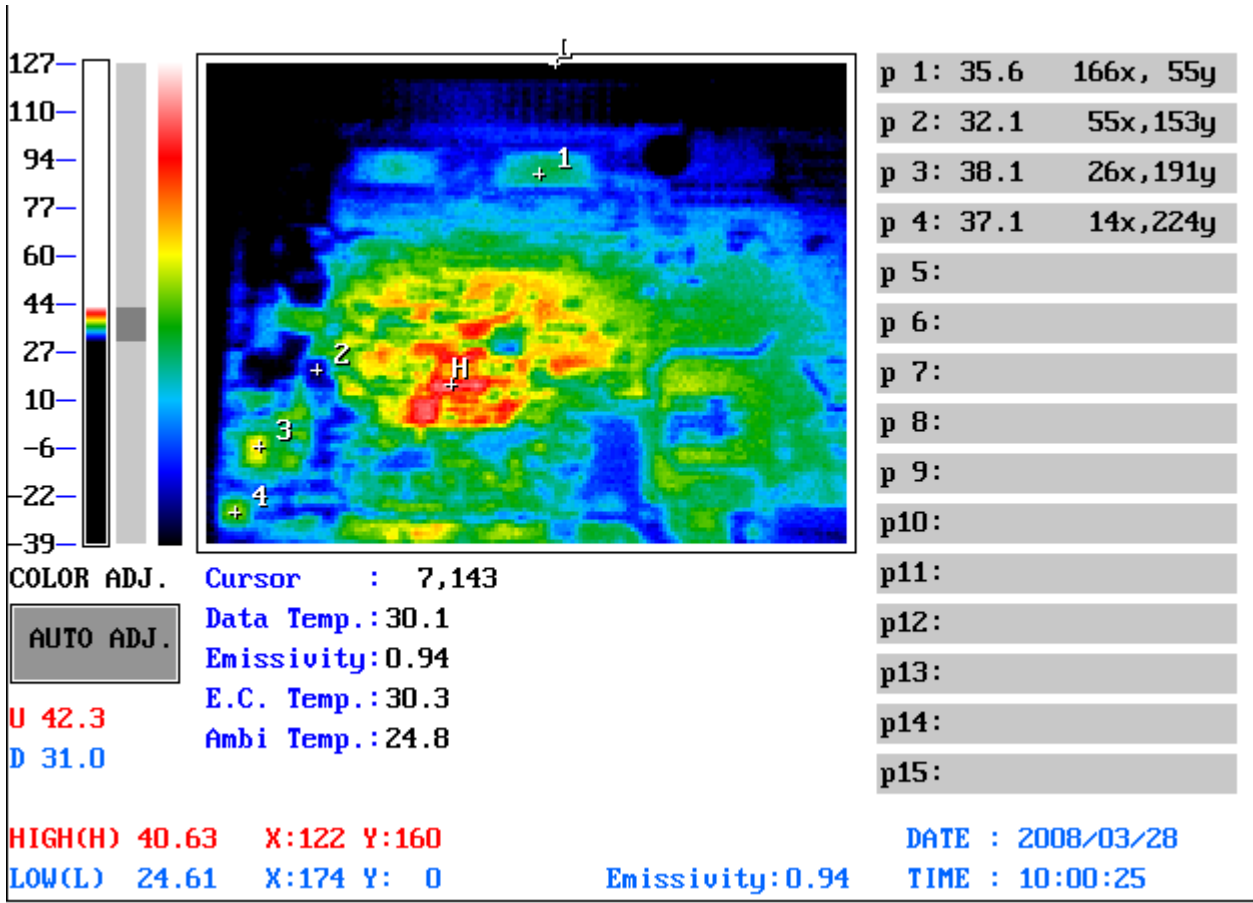 L
127
110
94
77
60
44
27
10
-6
-22
-39
1
2
H
3
4
p 1: 35.6 166x, 55y
p 2: 32.1 55x,153y
p 3: 38.1 26x,191y
p 4: 37.1 14x,224y
p 5:
p 6:
p 7:
p 8:
p 9:
p10:
p11:
p12:
p13:
p14:
p15:
COLOR ADJ.
AUTO ADJ.
U 42.3
D 31.0
Cursor : 7,143
Data Temp.:30.1
Emissivity:0.94
E.C. Temp.:30.3
Ambi Temp.:24.8
HIGH(H) 40.63 X:122 Y:160
LOW(L) 24.61 X:174 Y: 0
Emissivity:0.94
DATE : 2008/03/28
TIME : 10:00:25